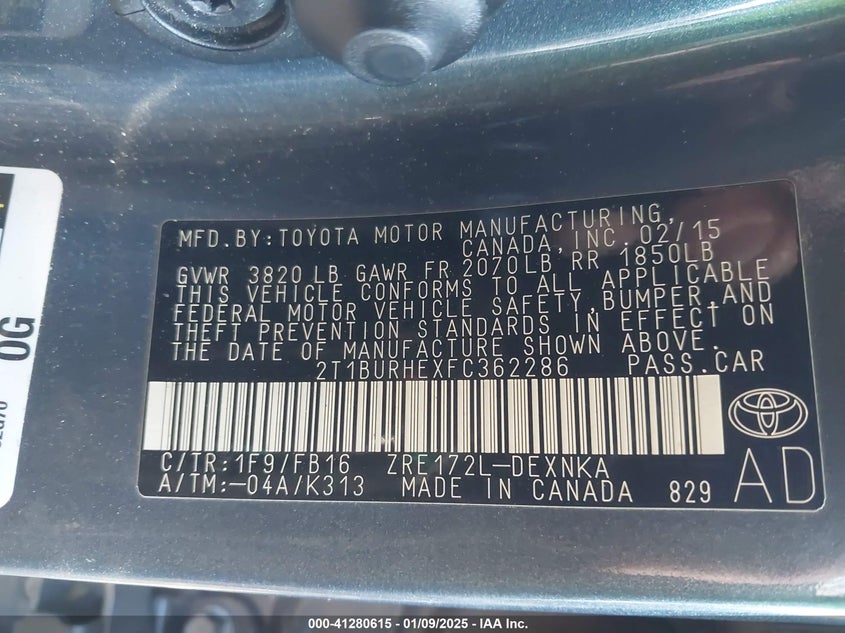 MFD.BY:TOYOTA MOTOR MANUFACTURING,
CANADA,INC. 02/15
GVWR 3820 LB GAWR FR 2070LB RR 1850LB
THIS VEHICLE CONFORMS TO ALL APPLICABLE
FEDERAL MOTOR VEHICLE SAFETY,BUMPER,AND
THEFT PREVENTION STANDARDS IN EFFECT ON
THE DATE OF MANUFACTURE SHOWN ABOVE.
2T1BURHEXFC362286 PASS.CAR
C/TR:1F9/FB16 ZRE172L-DEXNKA
A/TM:-04A/K313 MADE IN CANADA 829
AD
0G
000-41280615 | 01/09/2025 - IAA Inc.